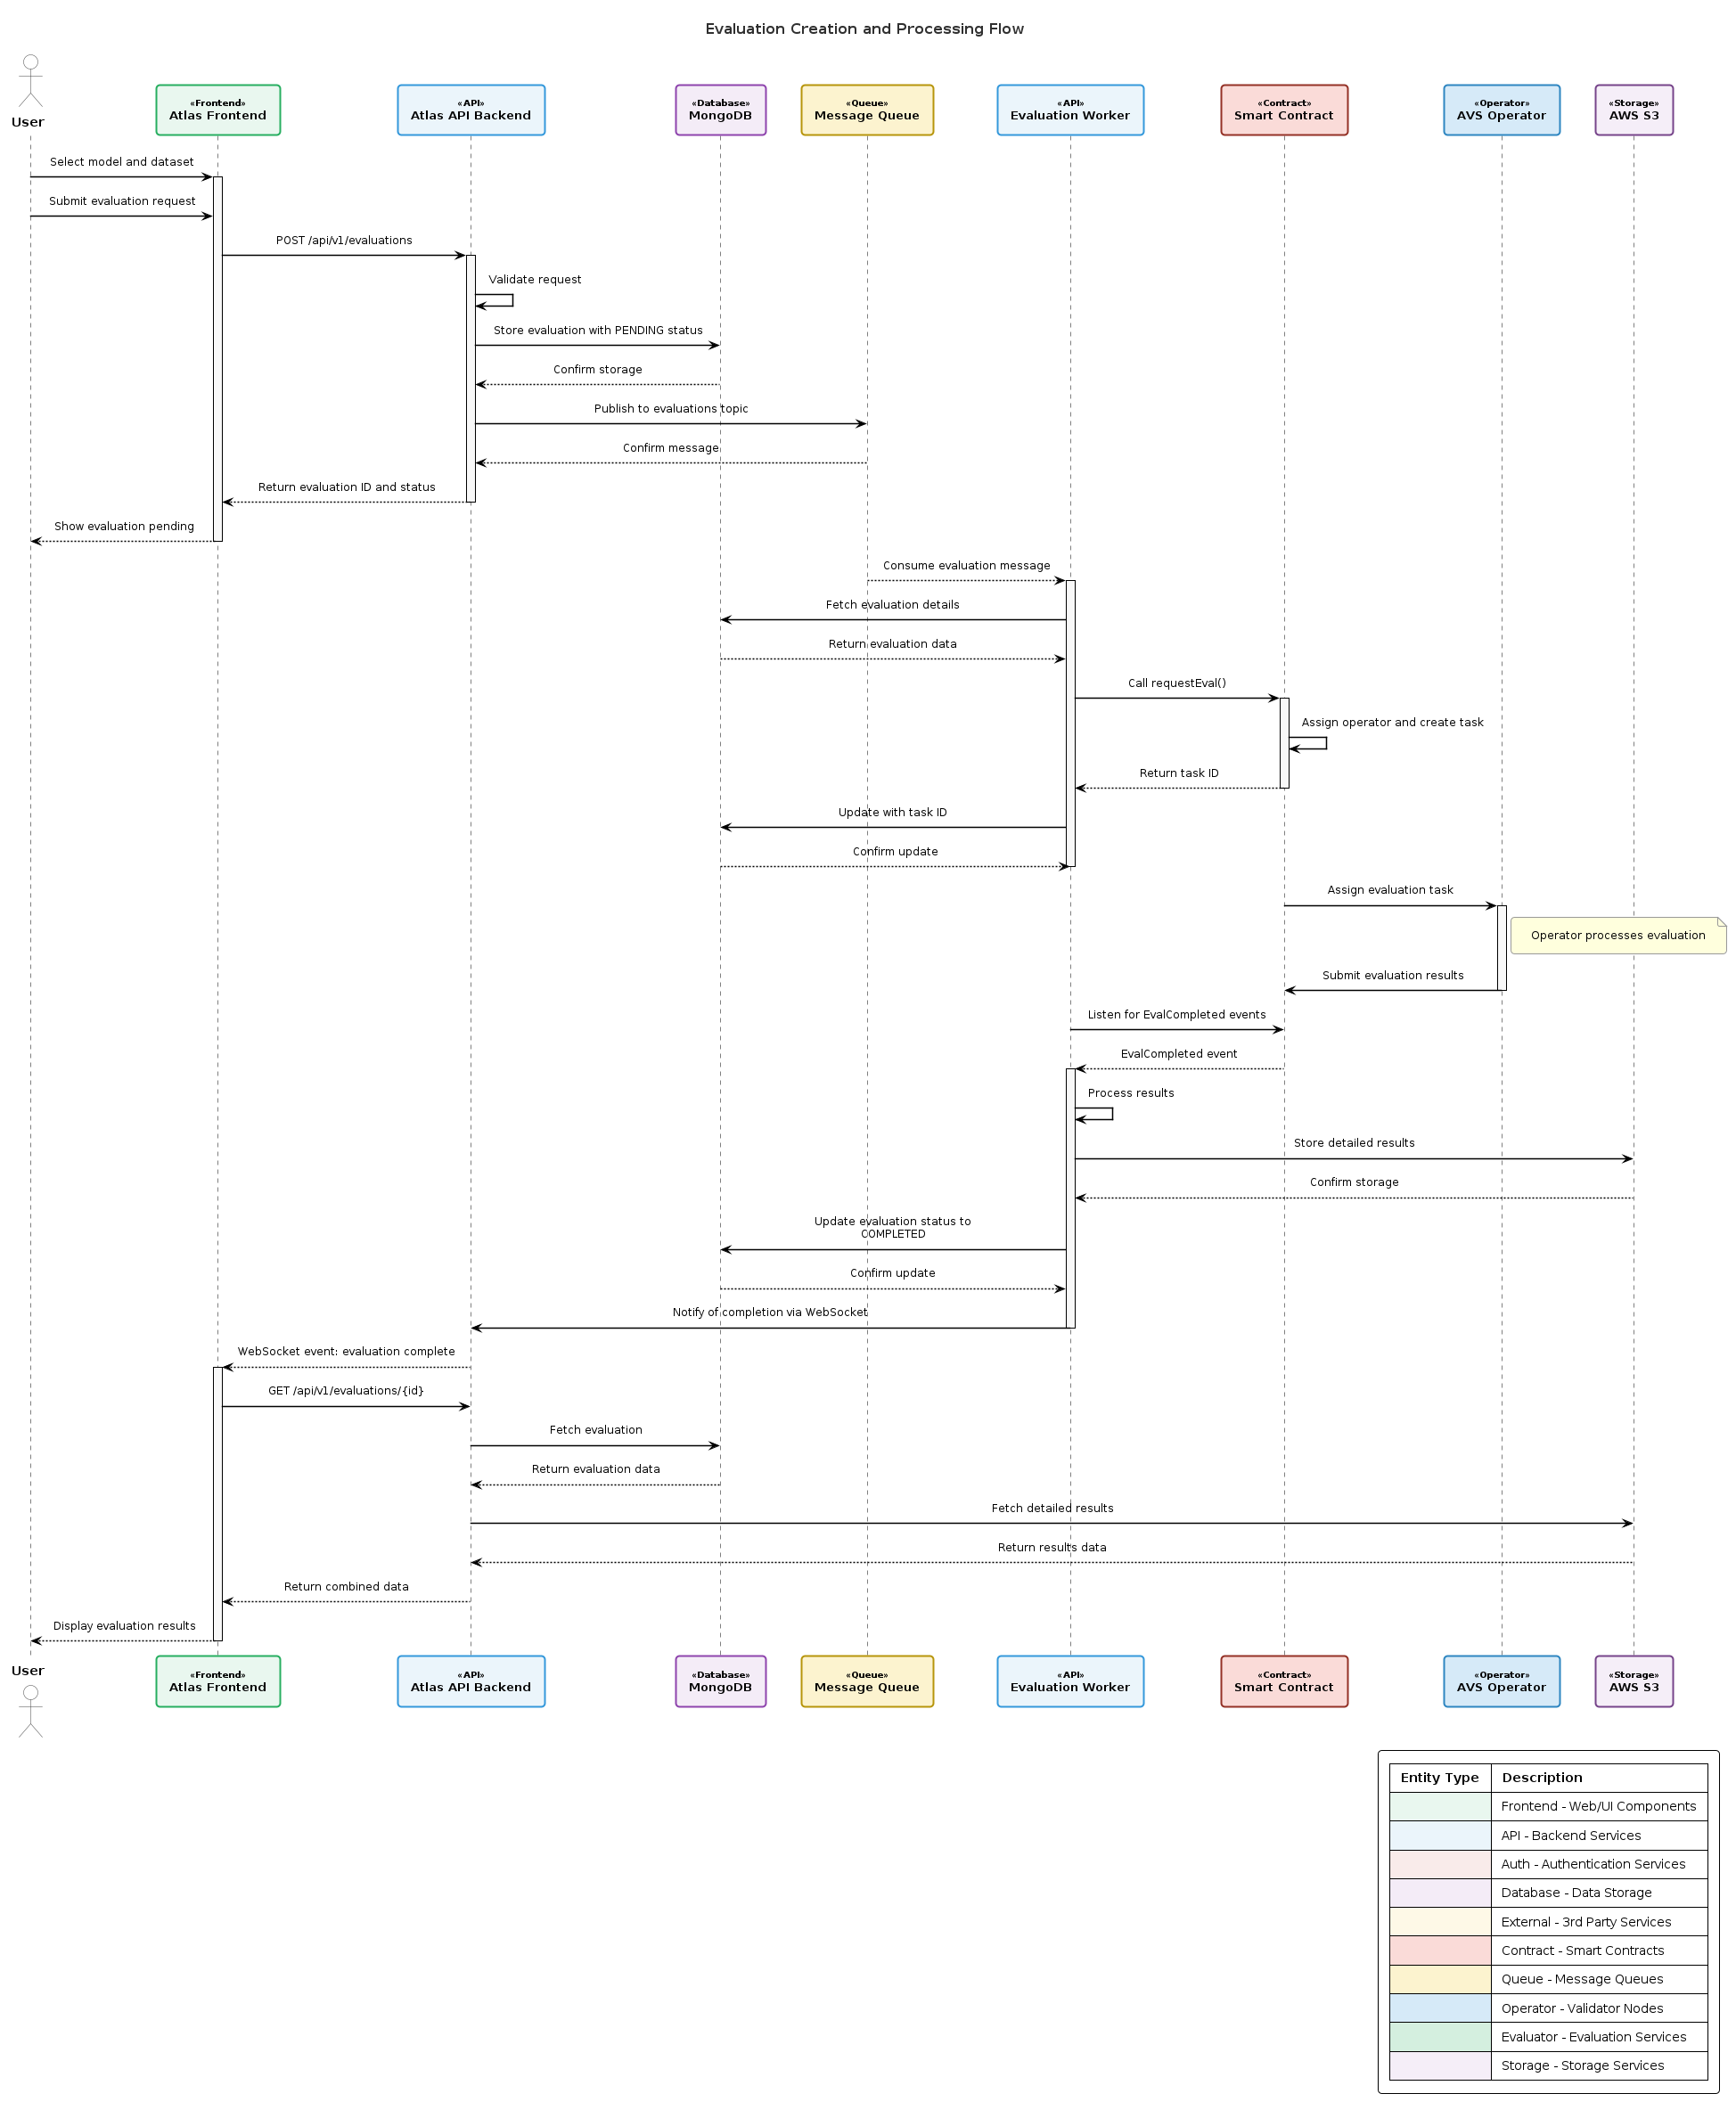 Evaluation Creation and Processing Flow
User
«Frontend»
Atlas Frontend
«API»
Atlas API Backend
«Database»
MongoDB
«Queue»
Message Queue
«API»
Evaluation Worker
«Contract»
Smart Contract
«Operator»
AVS Operator
«Storage»
AWS S3
Select model and dataset
Submit evaluation request
POST /api/v1/evaluations
Validate request
Store evaluation with PENDING status
Confirm storage
Publish to evaluations topic
Confirm message
Return evaluation ID and status
Show evaluation pending
Consume evaluation message
Fetch evaluation details
Return evaluation data
Call requestEval()
Assign operator and create task
Return task ID
Update with task ID
Confirm update
Assign evaluation task
Operator processes evaluation
Submit evaluation results
Listen for EvalCompleted events
EvalCompleted event
Process results
Store detailed results
Confirm storage
Update evaluation status to
COMPLETED
Confirm update
Notify of completion via WebSocket
WebSocket event: evaluation complete
GET /api/v1/evaluations/{id}
Fetch evaluation
Return evaluation data
Fetch detailed results
Return results data
Return combined data
Display evaluation results
User
«Frontend»
Atlas Frontend
«API»
Atlas API Backend
«Database»
MongoDB
«Queue»
Message Queue
«API»
Evaluation Worker
«Contract»
Smart Contract
«Operator»
AVS Operator
«Storage»
AWS S3
Entity Type Description
Frontend - Web/UI Components
API - Backend Services
Auth - Authentication Services
Database - Data Storage
External - 3rd Party Services
Contract - Smart Contracts
Queue - Message Queues
Operator - Validator Nodes
Evaluator - Evaluation Services
Storage - Storage Services